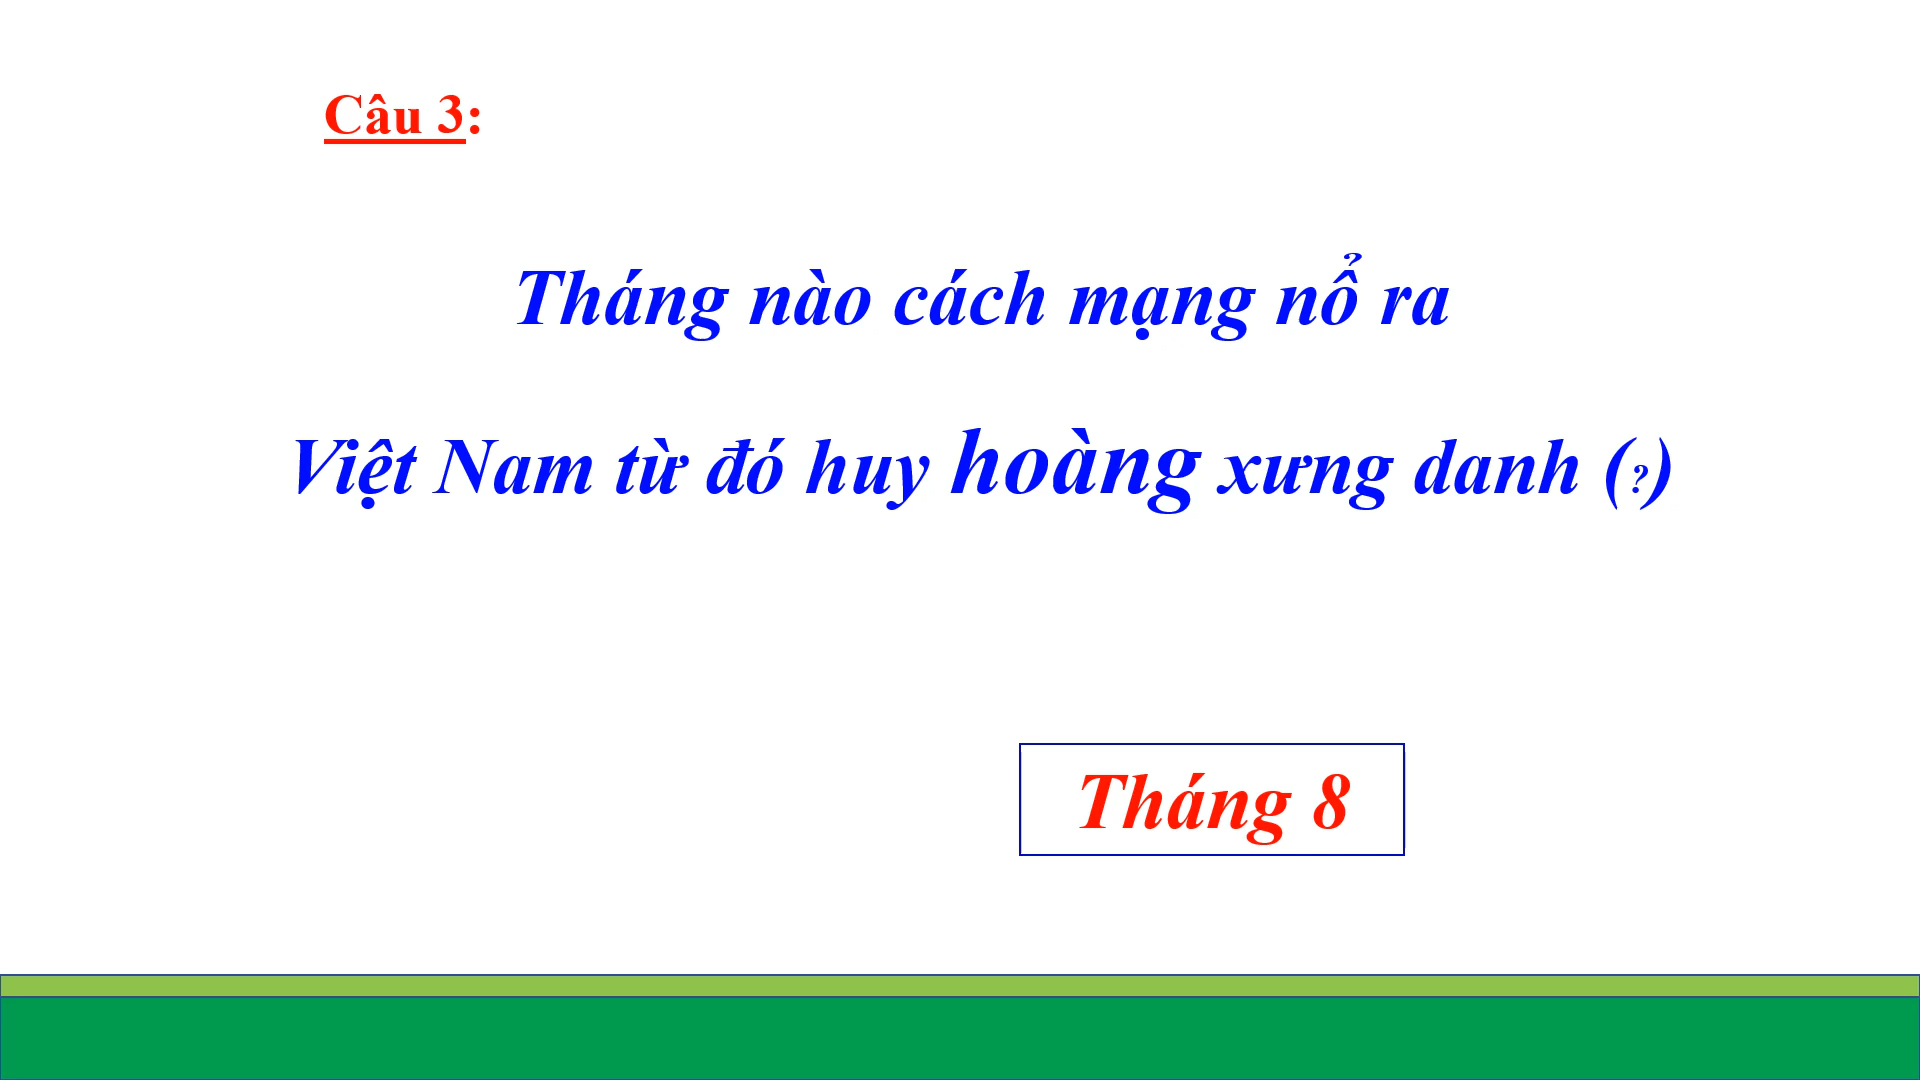 Câu 3:
Tháng nào cách mạng nổ ra
Việt Nam từ đó huy hoàng xưng danh (?)
Tháng 8